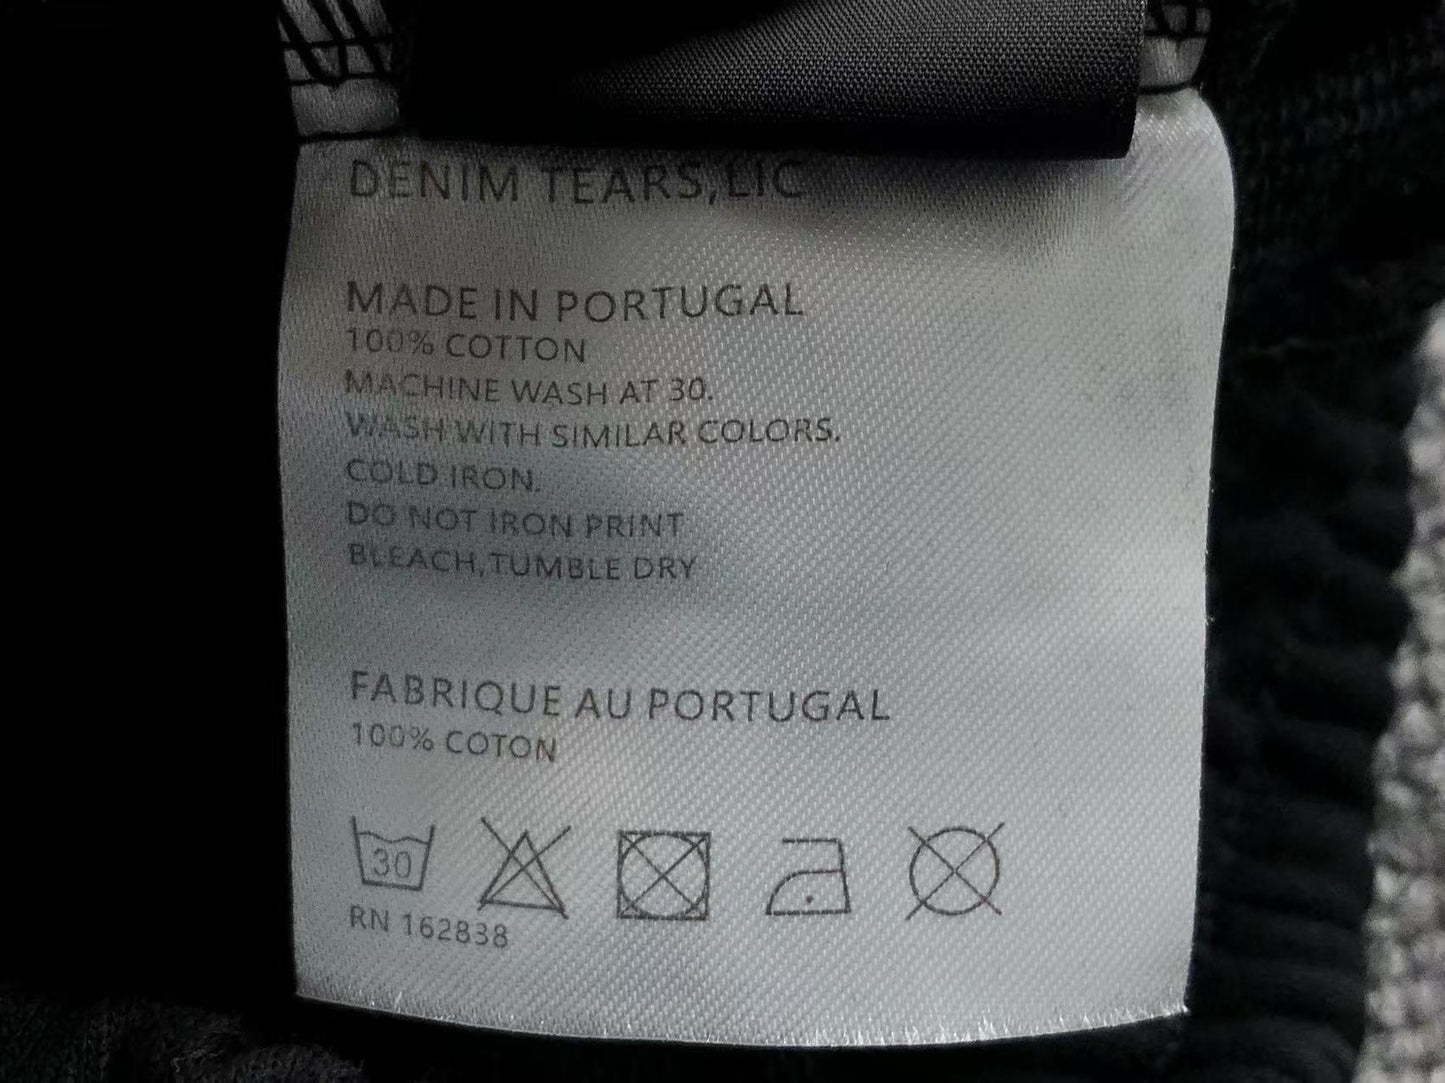 DENIM TEARS,LIC
MADE IN PORTUGAL
100% COTTON
MACHINE WASH AT 30.
WASH WITH SIMILAR COLORS.
COLD IRON.
DO NOT IRON PRINT
BLEACH,TUMBLE DRY
FABRIQUE AU PORTUGAL
100% COTON
30
RN 162838